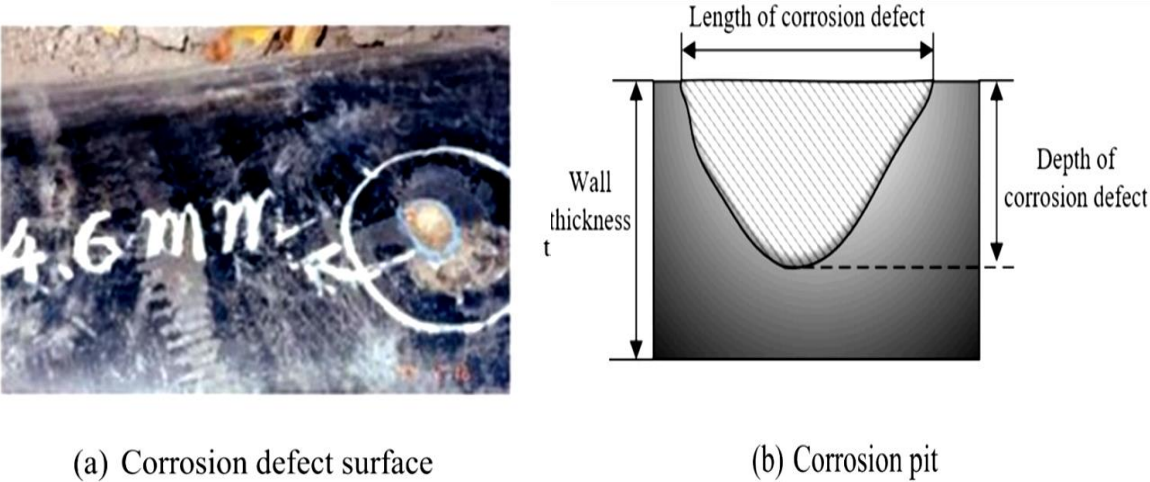 Length of corrosion defect
4.6 mm
Wall
thickness
t
Depth of
corrosion defect
(a) Corrosion defect surface
(b) Corrosion pit